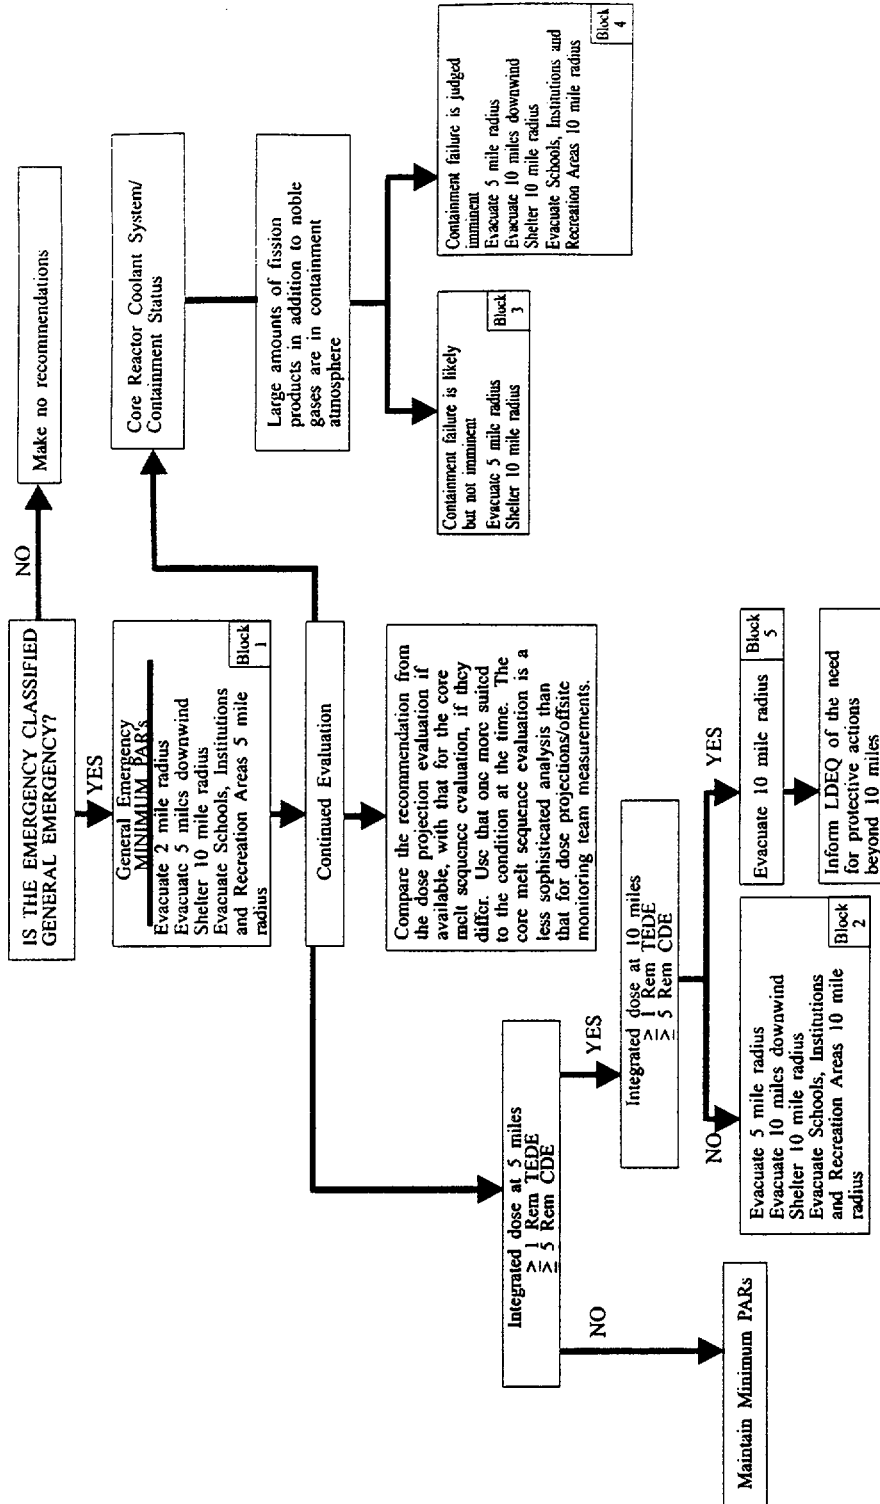 IS THE EMERGENCY CLASSIFIED
GENERAL EMERGENCY?
NO
Make no recommendations
YES
General Emergency
MINIMUM PAR's
Evacuate 2 mile radius
Evacuate 5 miles downwind
Shelter 10 mile radius
Evacuate Schools, Institutions
and Recreation Areas 5 mile
radius
Block
1
Continued Evaluation
Core Reactor Coolant System/
Containment Status
Large amounts of fission
products in addition to noble
gases are in containment
atmosphere
Containment failure is likely
but not imminent
Evacuate 5 mile radius
Shelter 10 mile radius
Block
3
Containment failure is judged
imminent
Evacuate 5 mile radius
Evacuate 10 miles downwind
Shelter 10 mile radius
Evacuate Schools, Institutions and
Recreation Areas 10 mile radius
Block
4
Compare the recommendation from
the dose projection evaluation if
available, with that for the core
melt sequence evaluation, if they
differ. Use that one more suited
to the condition at the time. The
core melt sequence evaluation is a
less sophisticated analysis than
that for dose projections/offsite
monitoring team measurements.
Integrated dose at 5 miles
≥ 1 Rem TEDE
≥ 5 Rem CDE
NO
Maintain Minimum PARs
YES
Integrated dose at 10 miles
≥ 1 Rem TEDE
≥ 5 Rem CDE
NO
Evacuate 5 mile radius
Evacuate 10 miles downwind
Shelter 10 mile radius
Evacuate Schools, Institutions
and Recreation Areas 10 mile
radius
Block
2
YES
Evacuate 10 mile radius
Block
5
Inform LDEQ of the need
for protective actions
beyond 10 miles